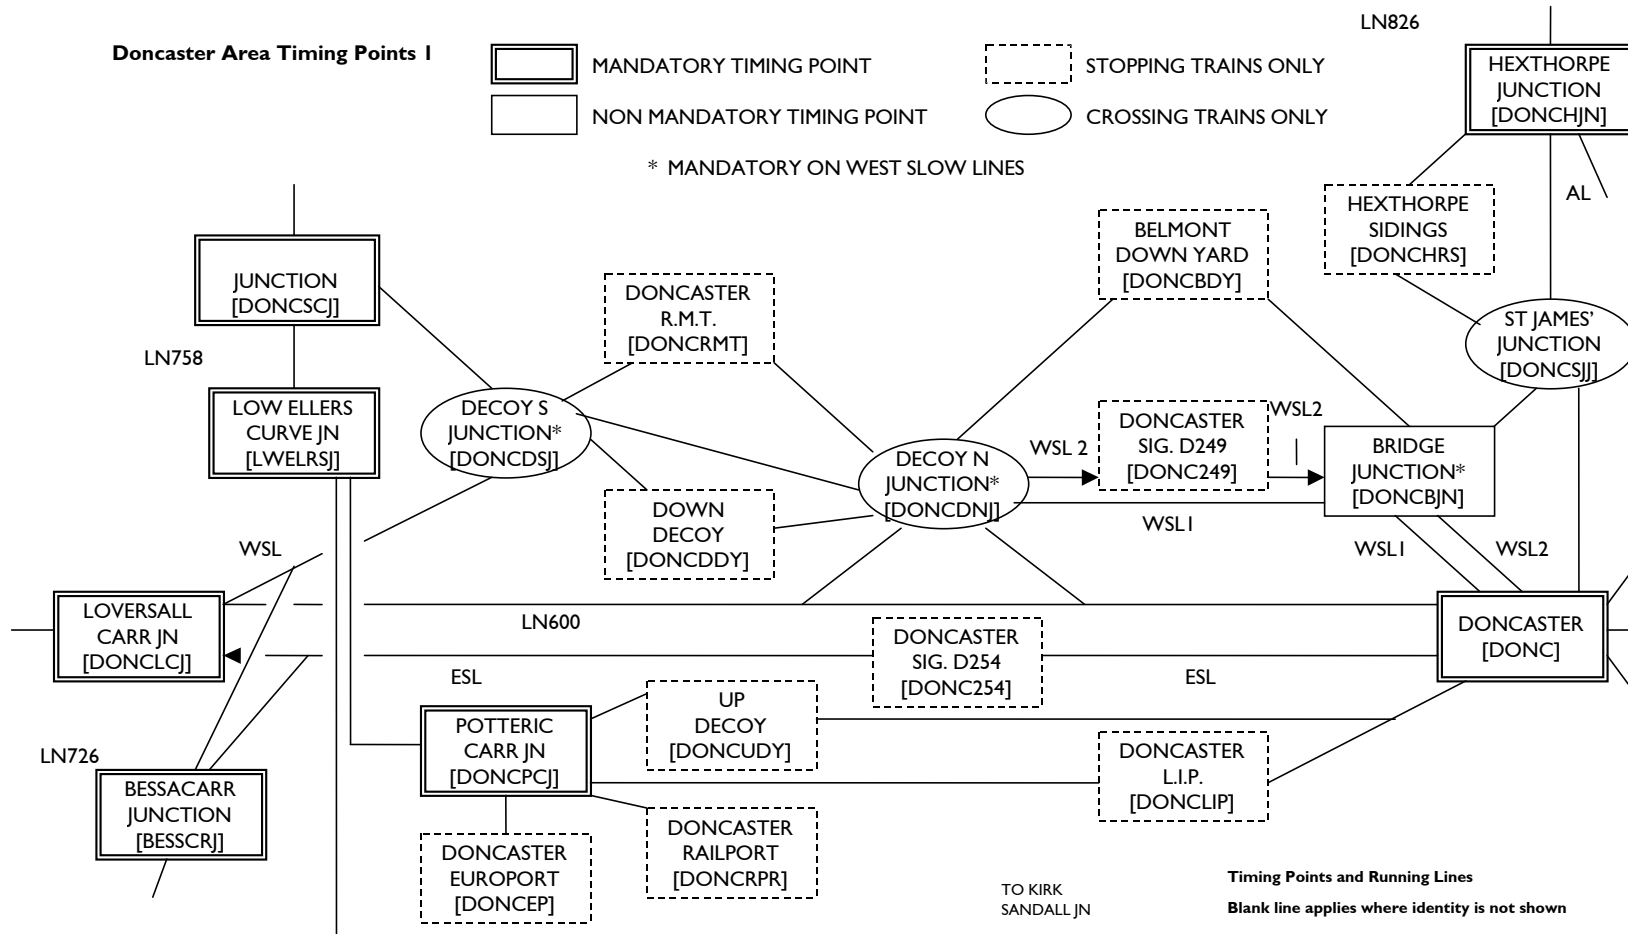 LN826
Doncaster Area Timing Points 1
MANDATORY TIMING POINT
STOPPING TRAINS ONLY
NON MANDATORY TIMING POINT
CROSSING TRAINS ONLY
* MANDATORY ON WEST SLOW LINES
HEXTHORPE
JUNCTION
[DONCHJN]
AL
HEXTHORPE
SIDINGS
[DONCHRS]
BELMONT
DOWN YARD
[DONCBDY]
JUNCTION
[DONCSCJ]
DONCASTER
R.M.T.
[DONCRMT]
ST JAMES’
JUNCTION
[DONCSJJ]
LN758
LOW ELLERS
CURVE JN
[LWELRSJ]
DECOY S
JUNCTION*
[DONCDSJ]
DECOY N
JUNCTION*
[DONCDNJ]
WSL 2
DONCASTER
SIG. D249
[DONC249]
WSL2
BRIDGE
JUNCTION*
[DONCBJN]
DOWN
DECOY
[DONCDDY]
WSL1
WSL1
WSL2
WSL
LOVERSALL
CARR JN
[DONCLCJ]
LN600
DONCASTER
SIG. D254
[DONC254]
DONCASTER
[DONC]
ESL
ESL
UP
DECOY
[DONCUDY]
POTTERIC
CARR JN
[DONCPCJ]
DONCASTER
L.I.P.
[DONCLIP]
LN726
BESSACARR
JUNCTION
[BESSCRJ]
DONCASTER
EUROPORT
[DONCEP]
DONCASTER
RAILPORT
[DONCRPR]
TO KIRK
SANDALL JN
Timing Points and Running Lines
Blank line applies where identity is not shown